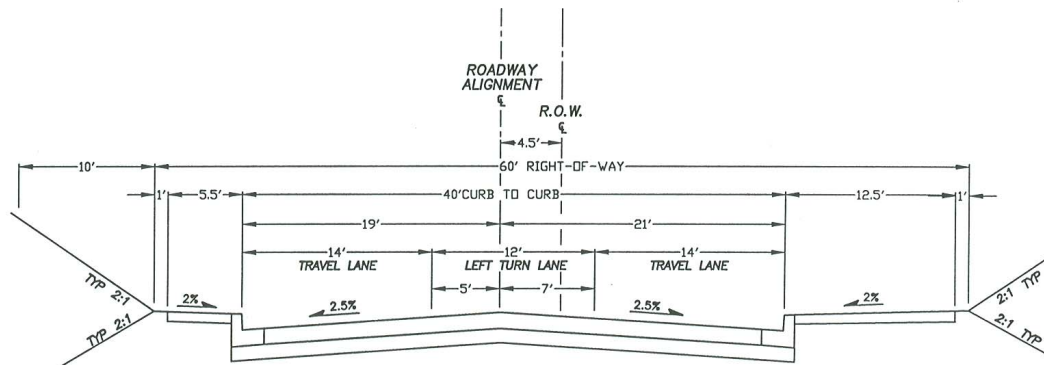 ROADWAY
ALIGNMENT
℄
R.O.W.
℄
4.5'
10'
60' RIGHT-OF-WAY
1'
5.5'
40'CURB TO CURB
12.5'
1'
19'
21'
14'
12'
14'
TRAVEL LANE
LEFT TURN LANE
TRAVEL LANE
5'
7'
TYP 2:1
2%
2.5%
2.5%
2%
2:1 TYP
TYP 2:1
2:1 TYP